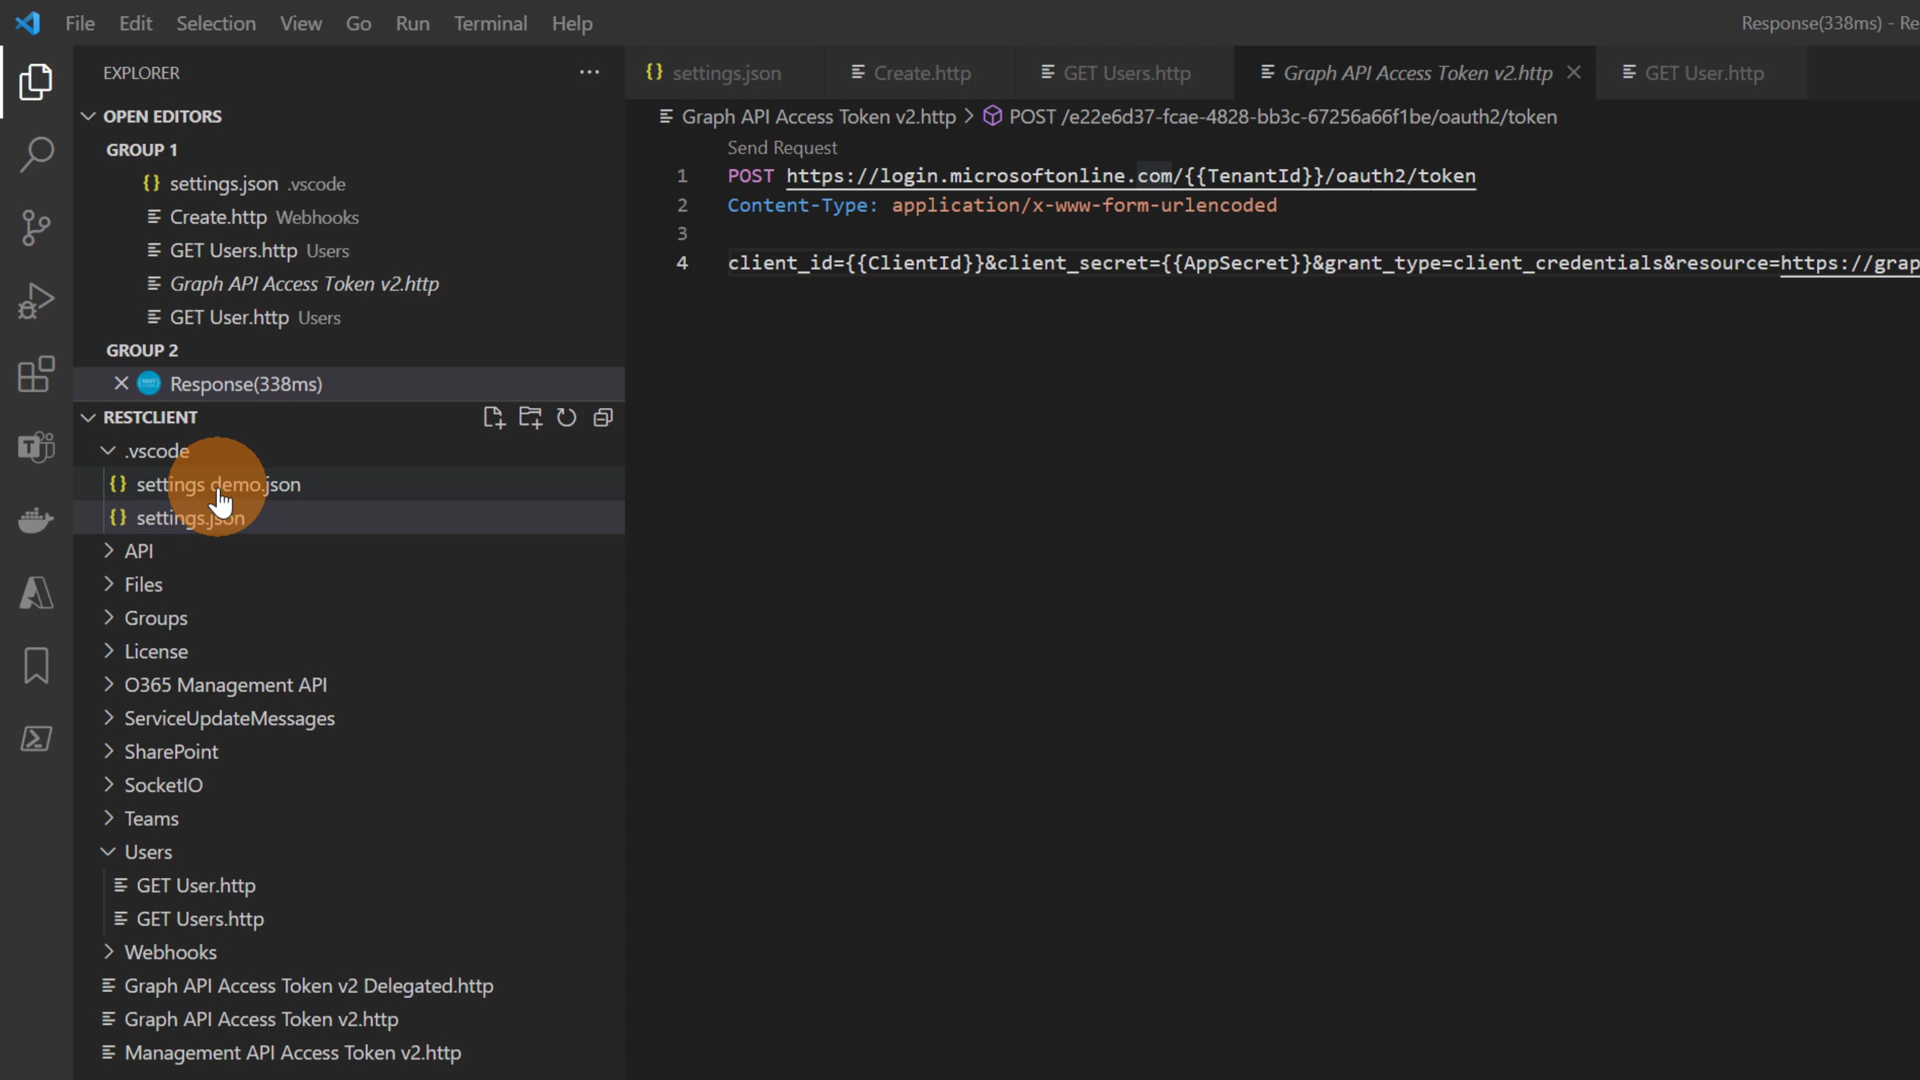 File Edit Selection View Go Run Terminal Help
Response(338ms) - Re
EXPLORER
OPEN EDITORS
GROUP 1
settings.json .vscode
Create.http Webhooks
GET Users.http Users
Graph API Access Token v2.http
GET User.http Users
GROUP 2
Response(338ms)
RESTCLIENT
.vscode
settings demo.json
settings.json
API
Files
Groups
License
O365 Management API
ServiceUpdateMessages
SharePoint
SocketIO
Teams
Users
GET User.http
GET Users.http
Webhooks
Graph API Access Token v2 Delegated.http
Graph API Access Token v2.http
Management API Access Token v2.http
settings.json Create.http GET Users.http Graph API Access Token v2.http GET User.http
Graph API Access Token v2.http > POST /e22e6d37-fcae-4828-bb3c-67256a66f1be/oauth2/token
Send Request
1 POST https://login.microsoftonline.com/{{TenantId}}/oauth2/token
2 Content-Type: application/x-www-form-urlencoded
3
4 client_id={{ClientId}}&client_secret={{AppSecret}}&grant_type=client_credentials&resource=https://grap